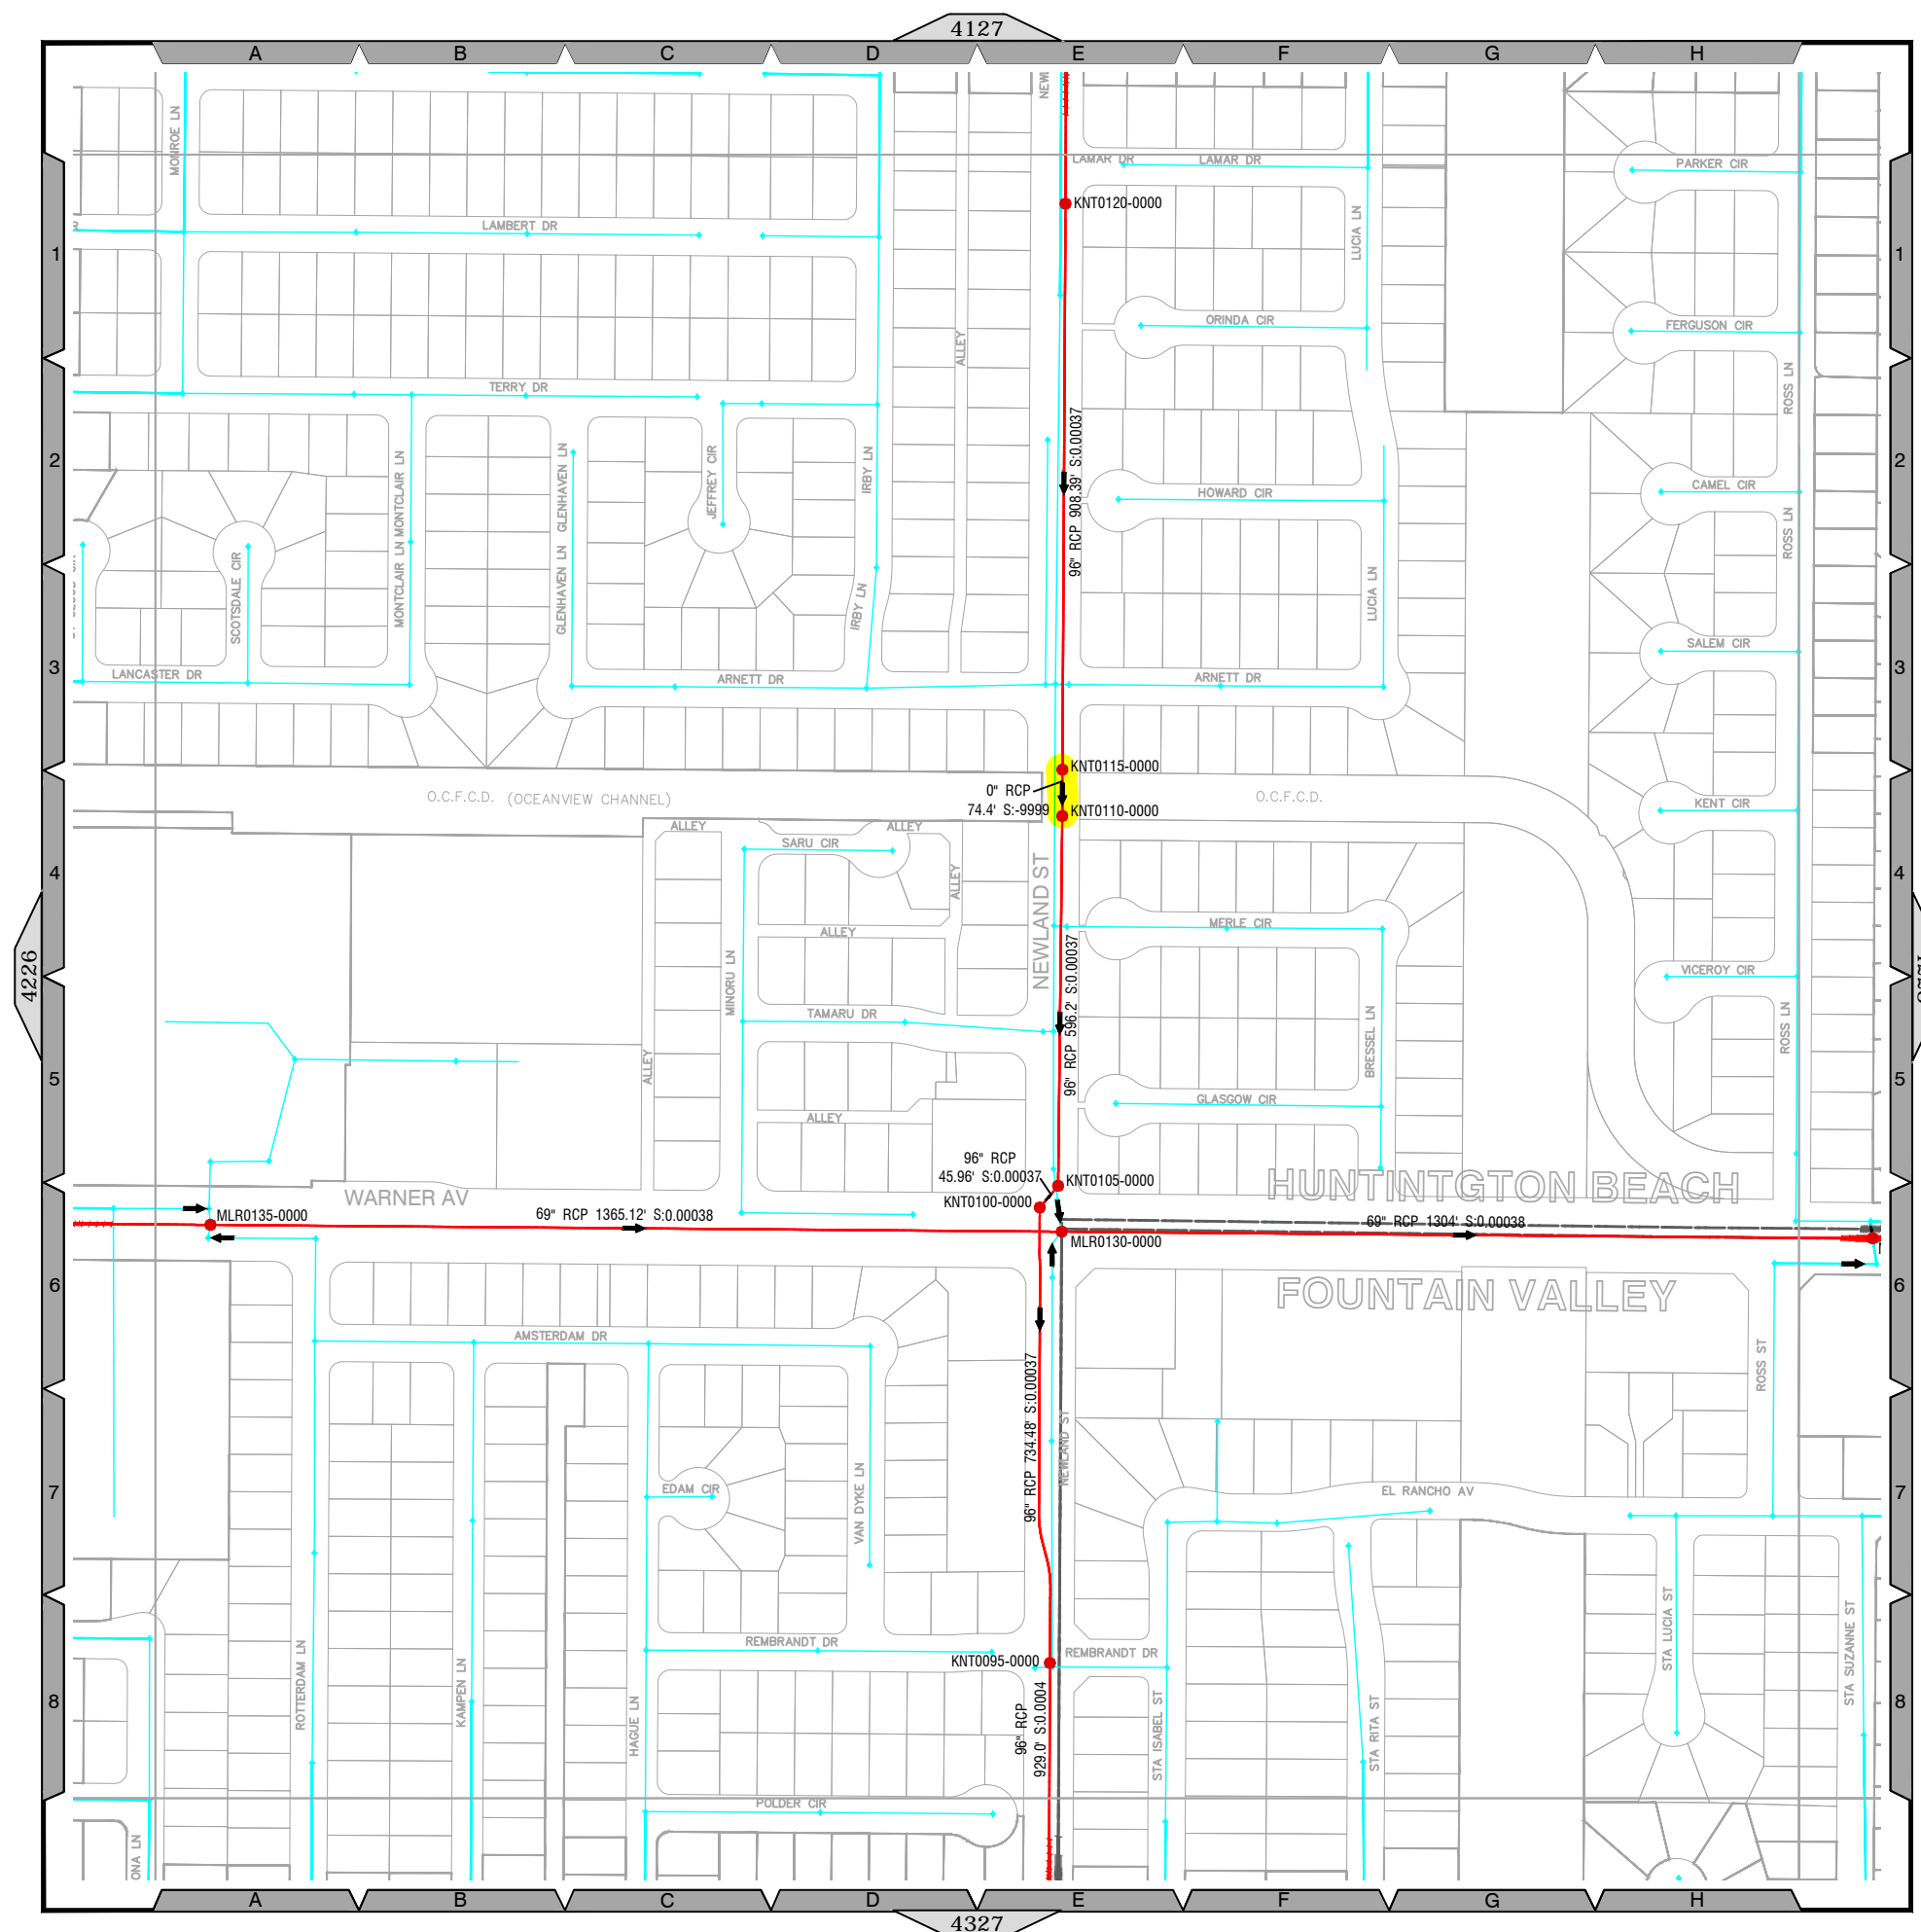 4127
A B C D E F G H
MONROE LN
LAMAR DR
LAMAR DR
PARKER CIR
KNT0120-0000
LAMBERT DR
LUCIA LN
1
1
ORINDA CIR
FERGUSON CIR
ALLEY
TERRY DR
ROSS LN
96" RCP 908.39' S:0.00037
2
2
MONTCLAIR LN
GLENHAVEN LN
JEFFREY CIR
IRBY LN
HOWARD CIR
CAMEL CIR
ROSS LN
SCOTSDALE CIR
MONTCLAIR LN
GLENHAVEN LN
IRBY LN
LUCIA LN
SALEM CIR
3
3
LANCASTER DR
ARNETT DR
ARNETT DR
KNT0115-0000
O.C.F.C.D. (OCEANVIEW CHANNEL)
0" RCP
74.4' S:-9999
KNT0110-0000
O.C.F.C.D.
KENT CIR
ALLEY
ALLEY
SARU CIR
4
4
ALLEY
NEWLAND ST
ALLEY
MERLE CIR
4226
MINORU LN
VICEROY CIR
TAMARU DR
96" RCP 596.2' S:0.00037
BRESSEL LN
ROSS LN
ALLEY
5
5
ALLEY
GLASGOW CIR
96" RCP
45.96' S:0.00037
KNT0105-0000
HUNTINTGTON BEACH
WARNER AV
KNT0100-0000
MLR0135-0000
69" RCP 1365.12' S:0.00038
69" RCP 1304' S:0.00038
MLR0130-0000
6
6
FOUNTAIN VALLEY
AMSTERDAM DR
ROSS ST
96" RCP 734.48' S:0.00037
NEWLAND ST
EDAM CIR
VAN DYKE LN
EL RANCHO AV
7
7
ROTTERDAM LN
KAMPEN LN
HAGUE LN
REMBRANDT DR
REMBRANDT DR
KNT0095-0000
STA LUCIA ST
STA SUZANNE ST
8
8
96" RCP
929.0' S:0.0004
STA ISABEL ST
STA RITA ST
POLDER CIR
ONA LN
A B C D E F G H
4327